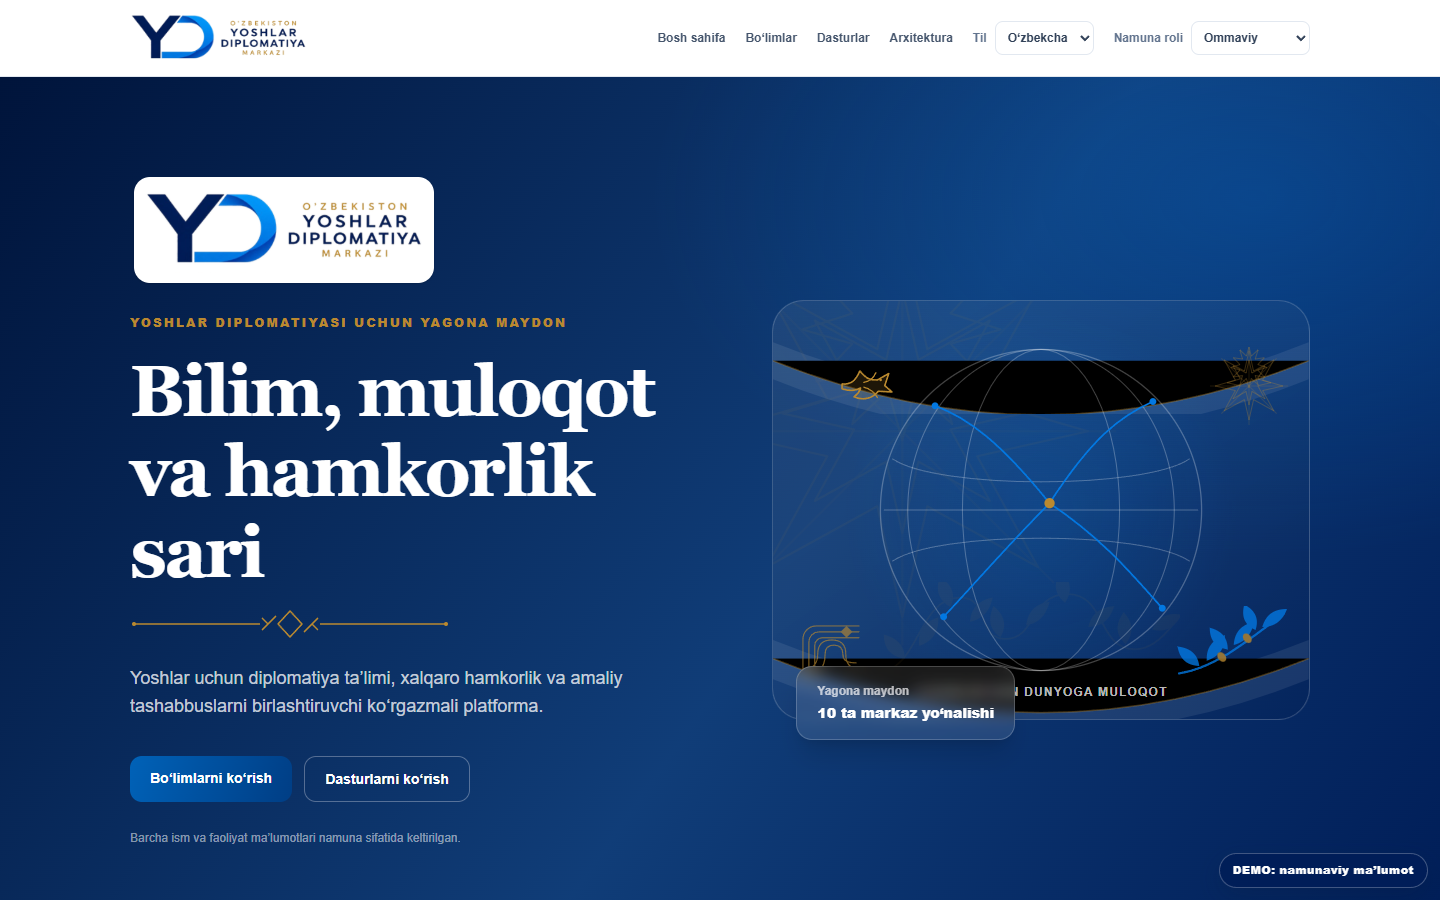 O'ZBEKISTON
YOSHLAR
DIPLOMATIYA
MARKAZI
Bosh sahifa
Bo‘limlar
Dasturlar
Arxitektura
Til
O‘zbekcha
Namuna roli
Ommaviy
O'ZBEKISTON
YOSHLAR
DIPLOMATIYA
MARKAZI
YOSHLAR DIPLOMATIYASI UCHUN YAGONA MAYDON
Bilim, muloqot
va hamkorlik
sari
Yoshlar uchun diplomatiya ta’limi, xalqaro hamkorlik va amaliy
tashabbuslarni birlashtiruvchi ko‘rgazmali platforma.
Bo‘limlarni ko‘rish
Dasturlarni ko‘rish
Barcha ism va faoliyat ma’lumotlari namuna sifatida keltirilgan.
DUNYOGA MULOQOT
Yagona maydon
10 ta markaz yo‘nalishi
DEMO: namunaviy ma’lumot